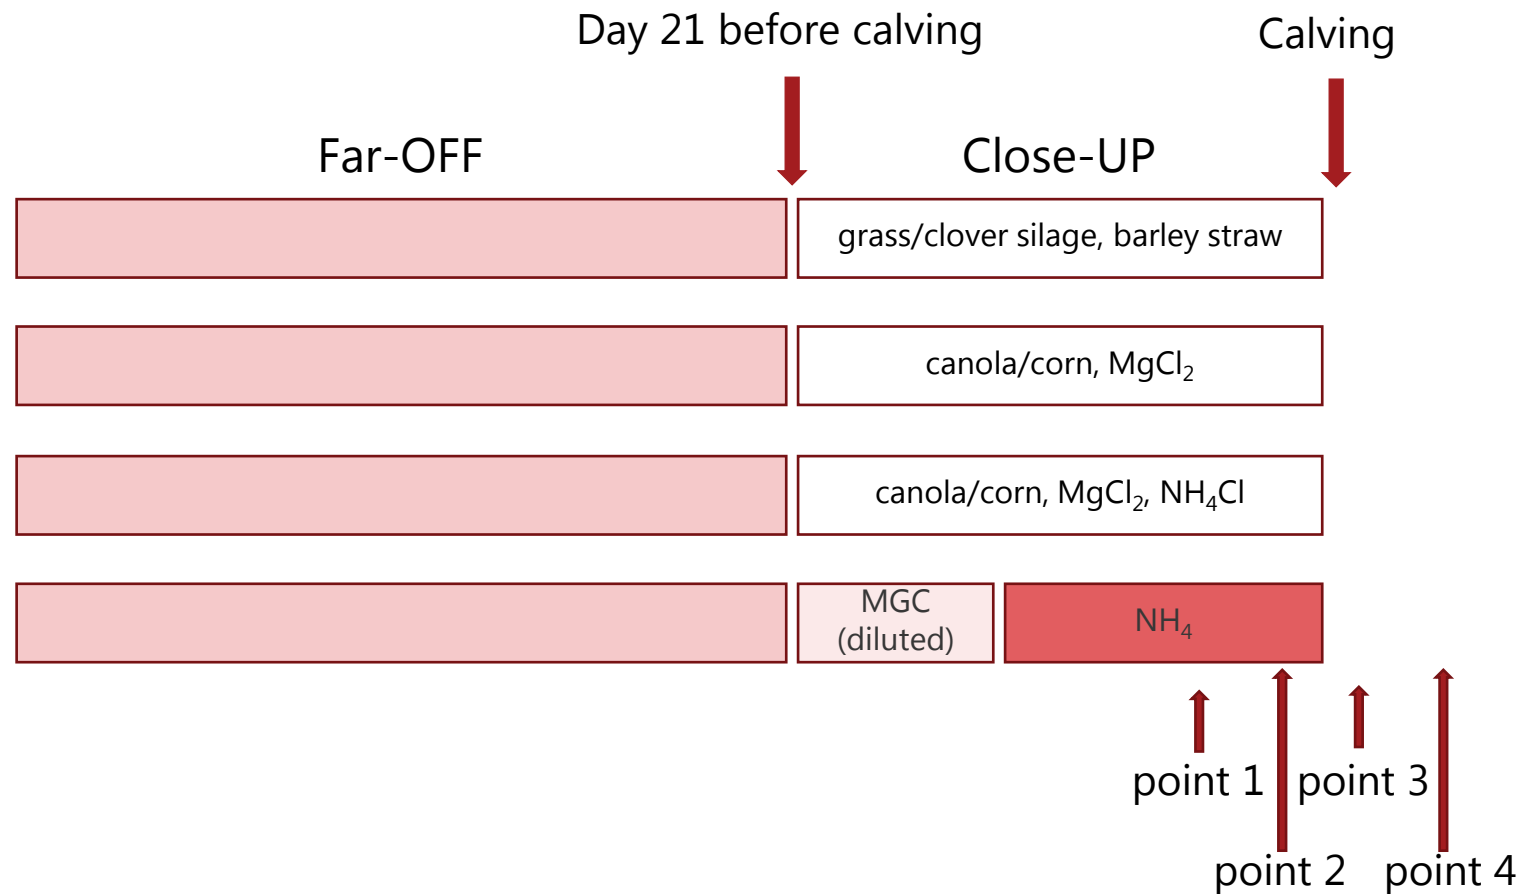 Day 21 before calving
Calving
Far-OFF
Close-UP
grass/clover silage, barley straw
canola/corn, MgCl₂
canola/corn, MgCl₂, NH₄Cl
MGC
(diluted)
NH₄
point 1
point 3
point 2
point 4